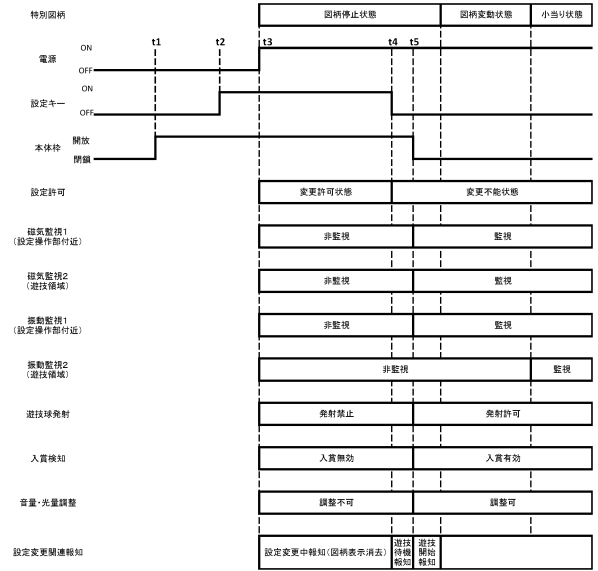 特別図柄 図柄停止状態 図柄変動状態 小当り状態
t1 t2 t3 t4 t5
電源 ON
OFF
設定キー ON
OFF
本体枠 開放
閉鎖
設定許可 変更許可状態 変更不能状態
磁気監視1
(設定操作部付近)
非監視 監視
磁気監視2
(遊技領域)
非監視 監視
振動監視1
(設定操作部付近)
非監視 監視
振動監視2
(遊技領域)
非監視 監視
遊技球発射 発射禁止 発射許可
入賞検知 入賞無効 入賞有効
音量・光量調整 調整不可 調整可
設定変更関連報知 設定変更中報知(図柄表示消去)
遊技
待機
報知
遊技
開始
報知